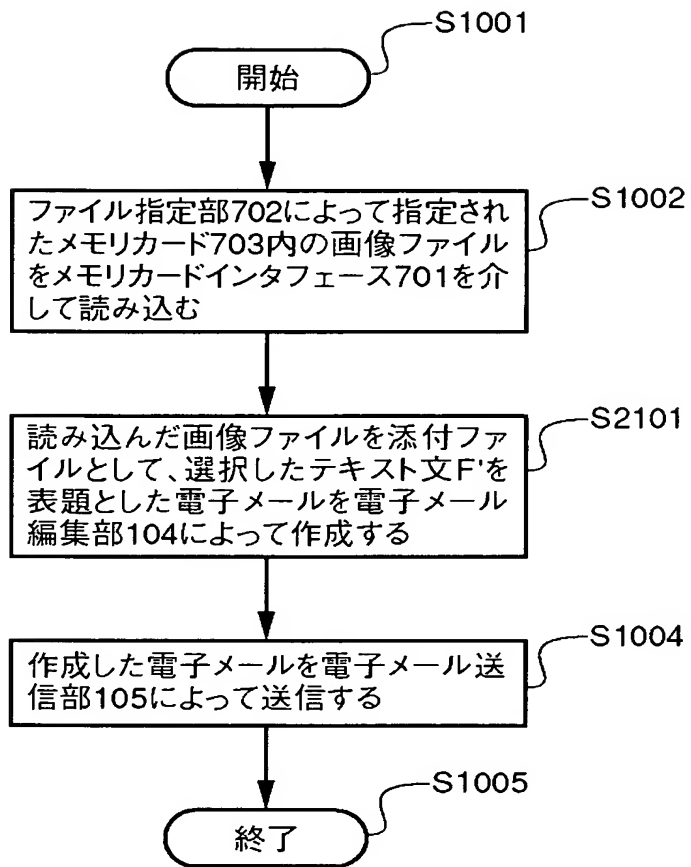 S1001
開始
S1002
ファイル指定部702によって指定され
たメモリカード703内の画像ファイル
をメモリカードインタフェース701を介
して読み込む
S2101
読み込んだ画像ファイルを添付ファ
イルとして、選択したテキスト文F'を
表題とした電子メールを電子メール
編集部104によって作成する
S1004
作成した電子メールを電子メール送
信部105によって送信する
S1005
終了